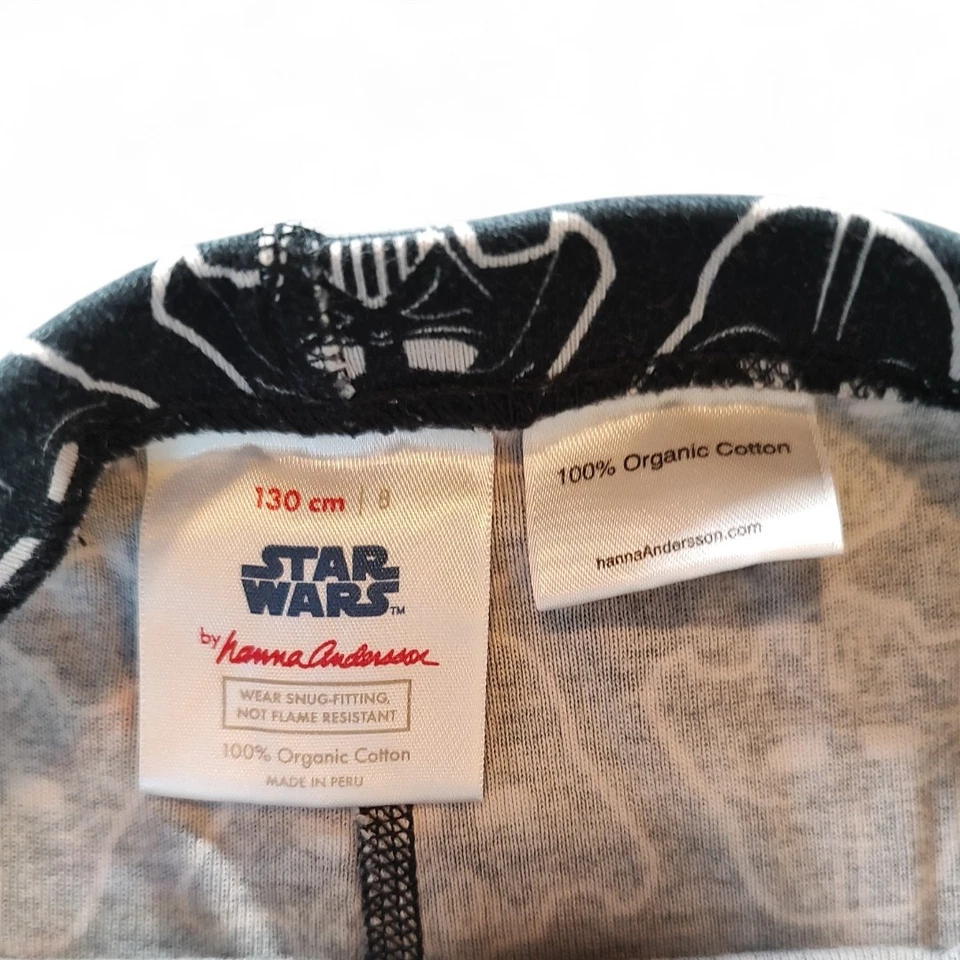 130 cm | 8
STAR
WARS™
by hanna Andersson
WEAR SNUG-FITTING,
NOT FLAME RESISTANT
100% Organic Cotton
MADE IN PERU
100% Organic Cotton
hannaAndersson.com